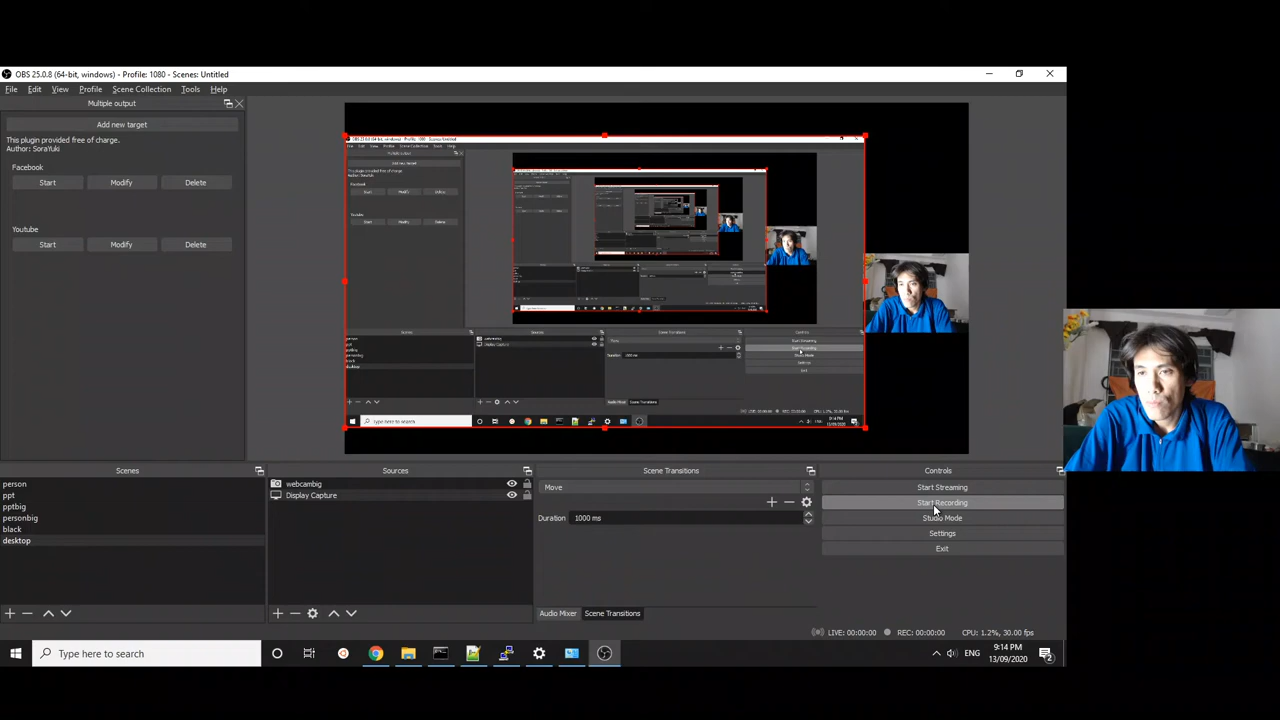 OBS 25.0.8 (64-bit, windows) - Profile: 1080 - Scenes: Untitled
File Edit View Profile Scene Collection Tools Help
Multiple output
Add new target
This plugin provided free of charge.
Author: SoraYuki
Facebook
Start Modify Delete
Youtube
Start Modify Delete
Scenes
person
ppt
pptbig
personbig
black
desktop
Sources
webcambig
Display Capture
Scene Transitions
Move
Duration 1000 ms
Audio Mixer Scene Transitions
Controls
Start Streaming
Start Recording
Studio Mode
Settings
Exit
LIVE: 00:00:00 REC: 00:00:00 CPU: 1.2%, 30.00 fps
Type here to search
ENG
9:14 PM
13/09/2020
2